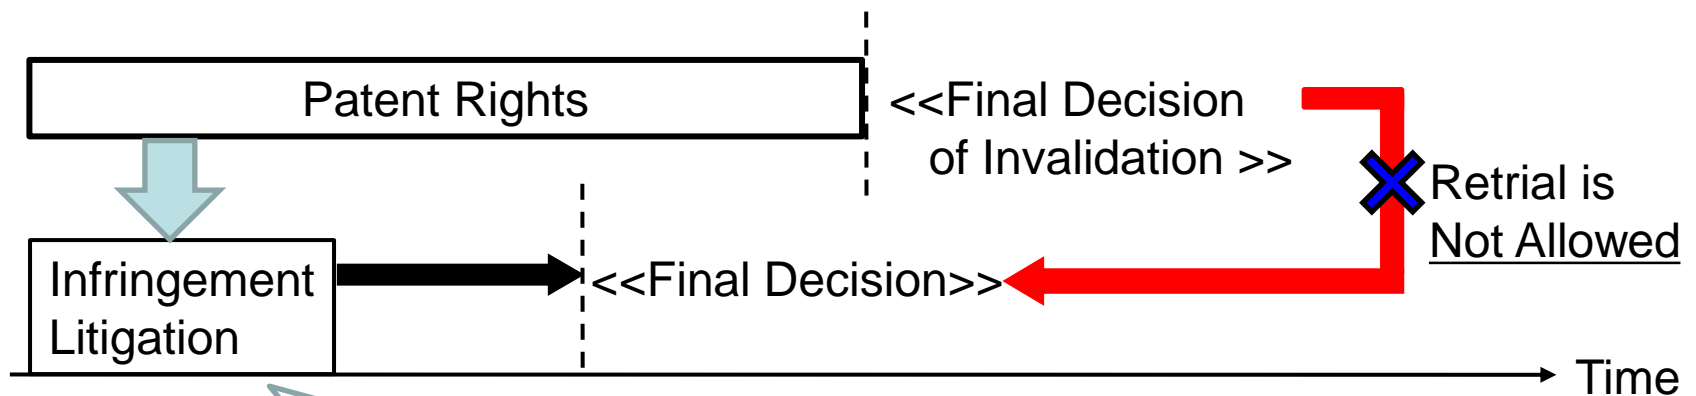 Patent Rights
<<Final Decision
of Invalidation >>
Retrial is
Not Allowed
Infringement
Litigation
<<Final Decision>>
Time